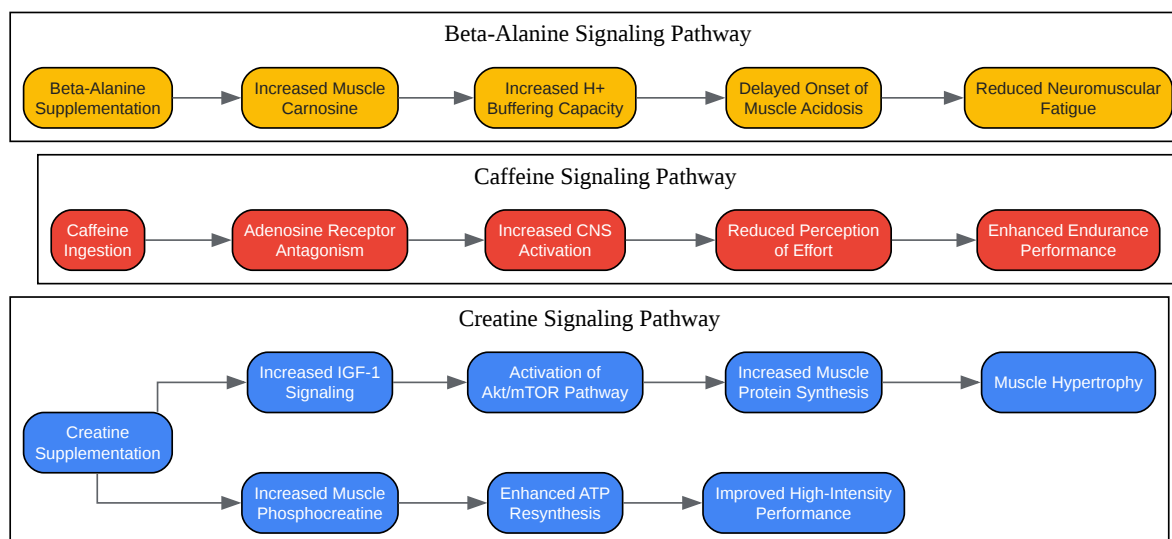 Beta-Alanine Signaling Pathway
Beta-Alanine
Supplementation
Increased Muscle
Carnosine
Increased H+
Buffering Capacity
Delayed Onset of
Muscle Acidosis
Reduced Neuromuscular
Fatigue
Caffeine Signaling Pathway
Caffeine
Ingestion
Adenosine Receptor
Antagonism
Increased CNS
Activation
Reduced Perception
of Effort
Enhanced Endurance
Performance
Creatine Signaling Pathway
Creatine
Supplementation
Increased IGF-1
Signaling
Activation of
Akt/mTOR Pathway
Increased Muscle
Protein Synthesis
Muscle Hypertrophy
Increased Muscle
Phosphocreatine
Enhanced ATP
Resynthesis
Improved High-Intensity
Performance